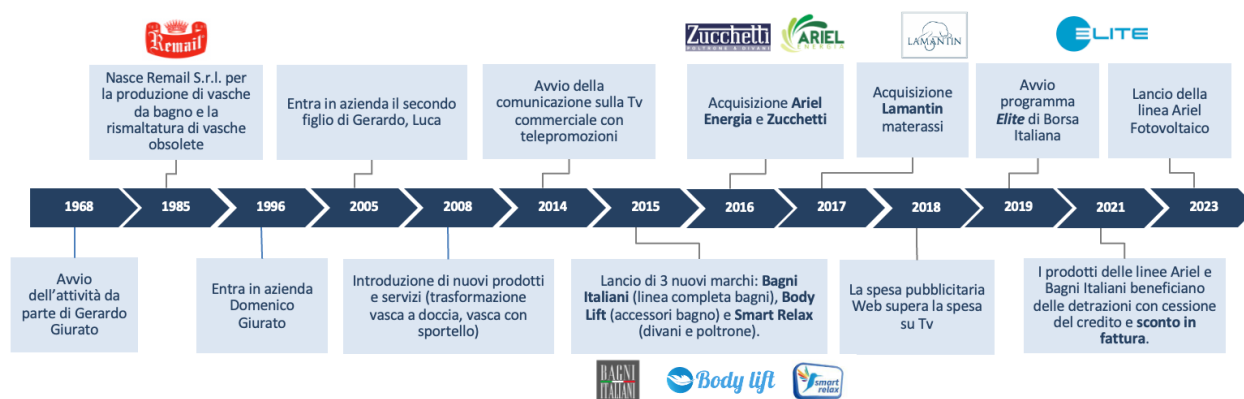 Remail
Zucchetti
POLTRONE & DIVANI
ARIEL
ENERGIA
LAMANTIN
ELITE
Nasce Remail S.r.l. per
la produzione di vasche
da bagno e la
rismaltatura di vasche
obsolete
Entra in azienda il secondo
figlio di Gerardo, Luca
Avvio della
comunicazione sulla Tv
commerciale con
telepromozioni
Acquisizione Ariel
Energia e Zucchetti
Acquisizione
Lamantin
materassi
Avvio
programma
Elite di Borsa
Italiana
Lancio della
linea Ariel
Fotovoltaico
1968
1985
1996
2005
2008
2014
2015
2016
2017
2018
2019
2021
2023
Avvio
dell'attività da
parte di Gerardo
Giurato
Entra in azienda
Domenico
Giurato
Introduzione di nuovi prodotti
e servizi (trasformazione
vasca a doccia, vasca con
sportello)
Lancio di 3 nuovi marchi: Bagni
Italiani (linea completa bagni), Body
Lift (accessori bagno) e Smart Relax
(divani e poltrone).
La spesa pubblicitaria
Web supera la spesa
su Tv
I prodotti delle linee Ariel e
Bagni Italiani beneficiano
delle detrazioni con cessione
del credito e sconto in
fattura.
BAGNI
ITALIANI
Body lift
smart
relax